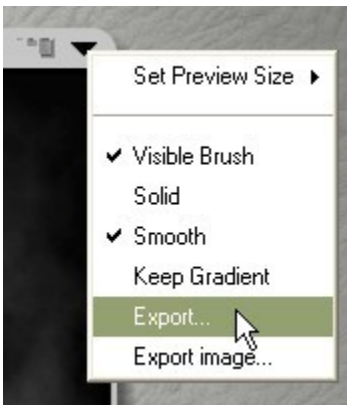 Set Preview Size
Visible Brush
Solid
Smooth
Keep Gradient
Export...
Export image...